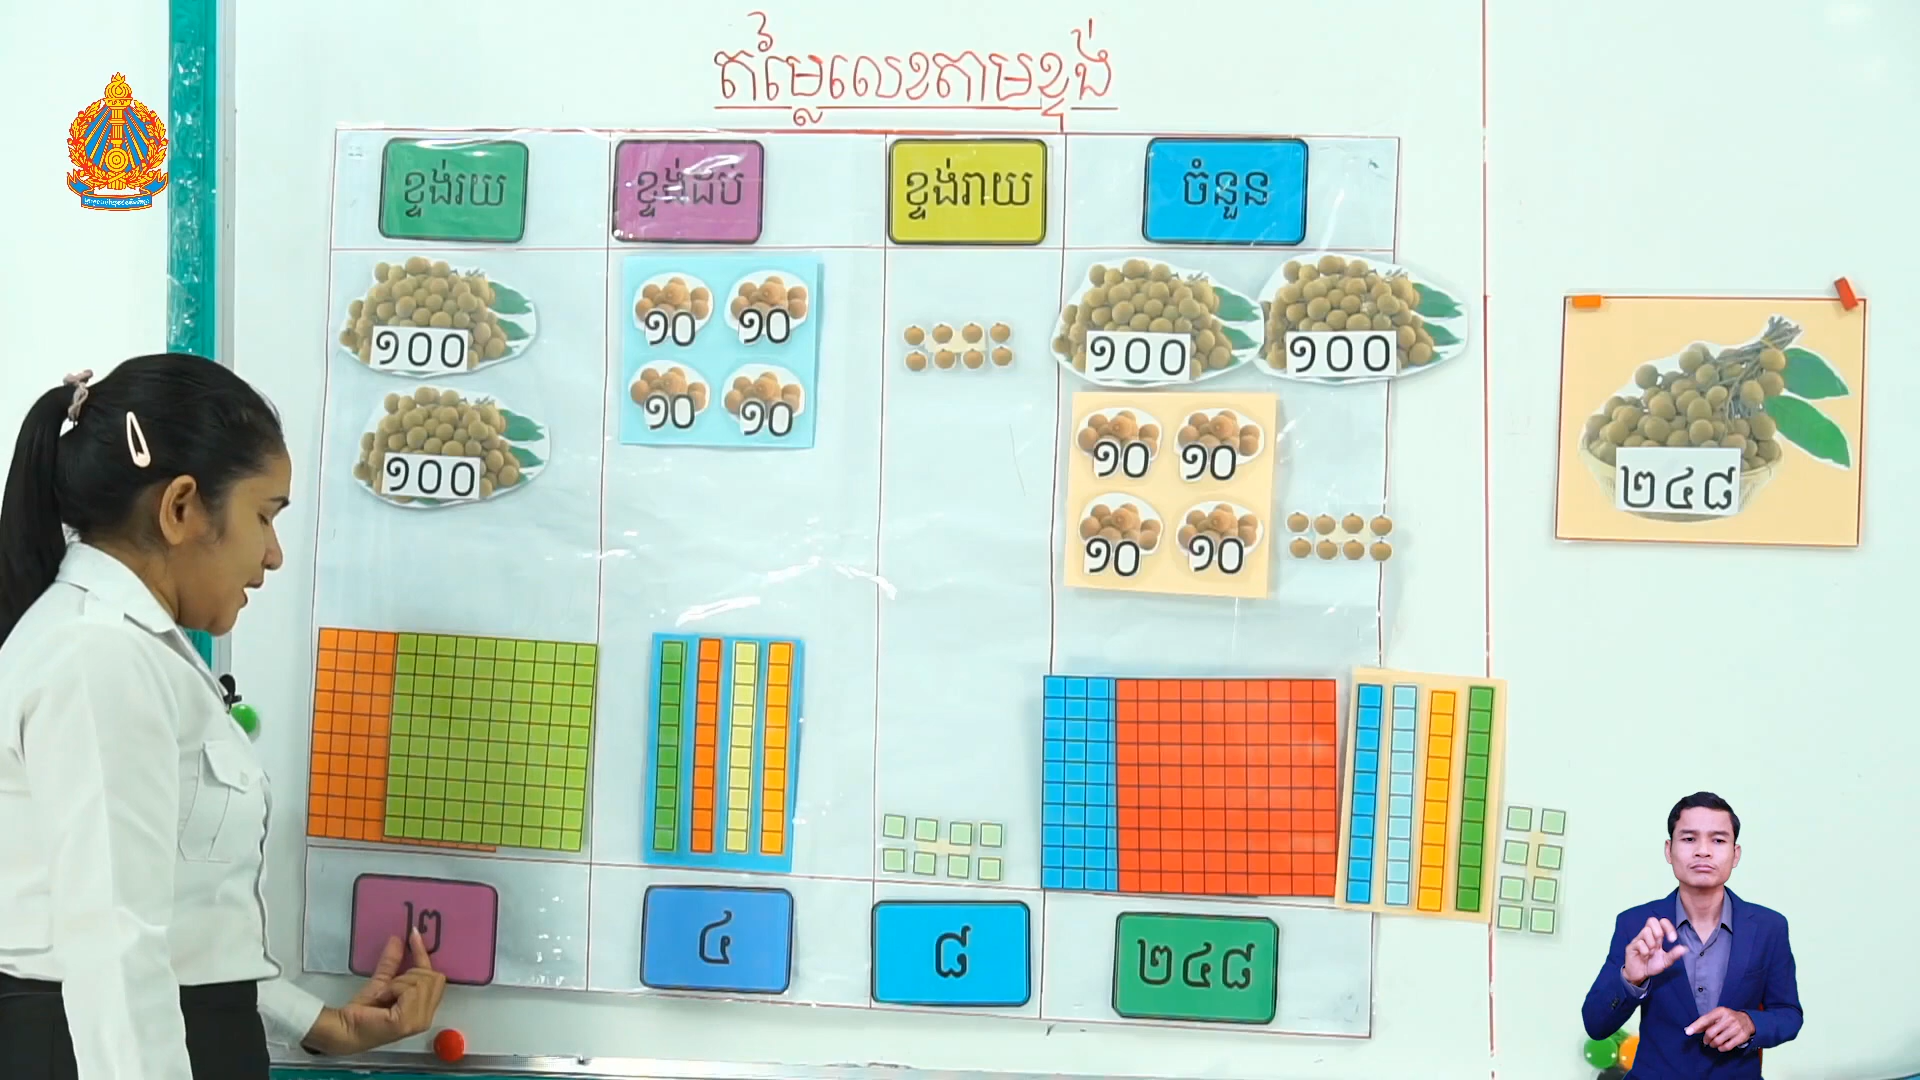 តម្លៃលេខតាមខ្ទង់
ខ្ទង់រយ ខ្ទង់ដប់ ខ្ទង់រាយ ចំនួន
១០០ ១០ ១០ ១០០ ១០០
១០ ១០
១០០ ១០ ១០
១០ ១០
២៤៨
២ ៤ ៨ ២៤៨